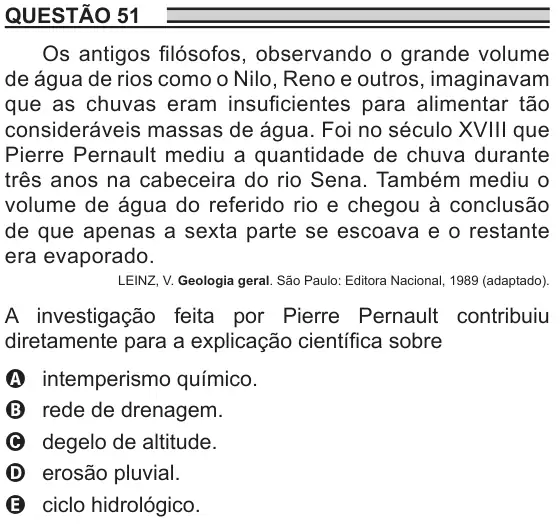 QUESTÃO 51
Os antigos filósofos, observando o grande volume
de água de rios como o Nilo, Reno e outros, imaginavam
que as chuvas eram insuficientes para alimentar tão
consideráveis massas de água. Foi no século XVIII que
Pierre Pernault mediu a quantidade de chuva durante
três anos na cabeceira do rio Sena. Também mediu o
volume de água do referido rio e chegou à conclusão
de que apenas a sexta parte se escoava e o restante
era evaporado.
LEINZ, V. Geologia geral. São Paulo: Editora Nacional, 1989 (adaptado).
A investigação feita por Pierre Pernault contribuiu
diretamente para a explicação científica sobre
A intemperismo químico.
B rede de drenagem.
C degelo de altitude.
D erosão pluvial.
E ciclo hidrológico.